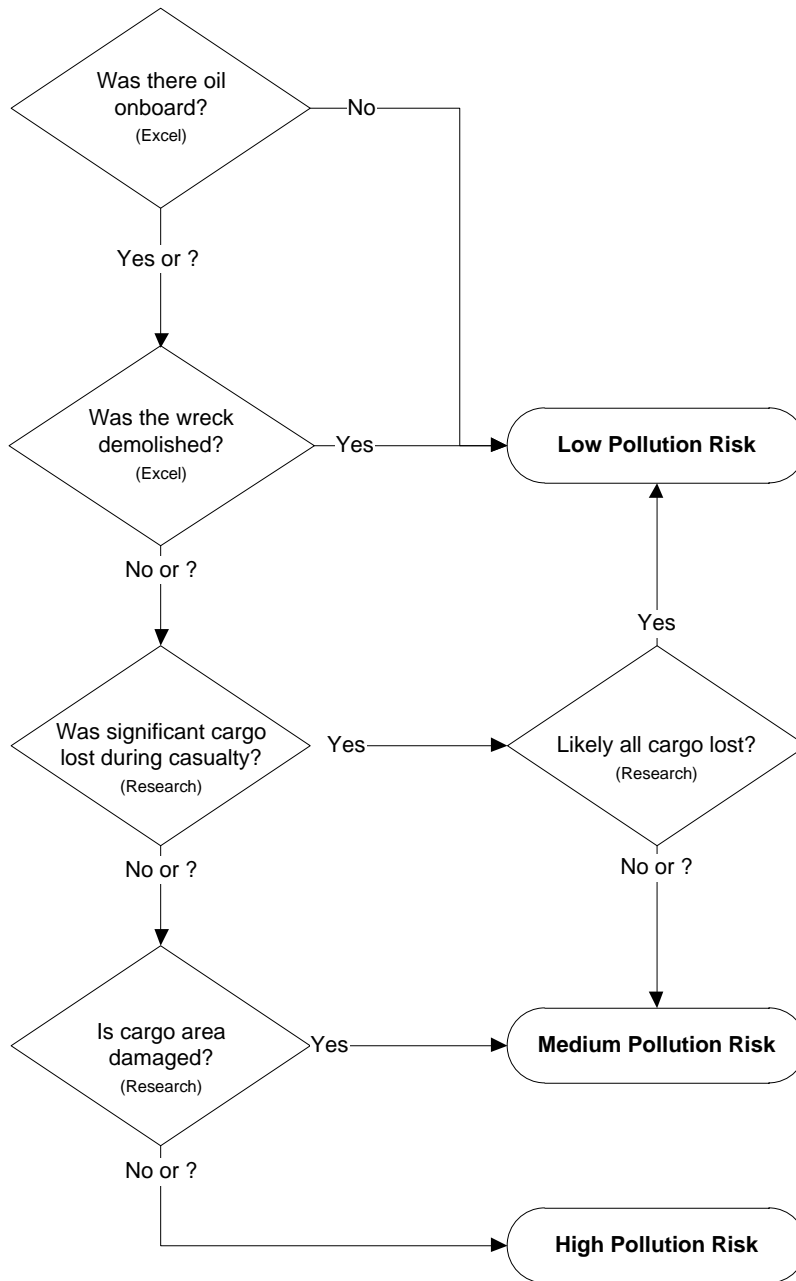 Was there oil
onboard?
(Excel)
No
Yes or ?
Was the wreck
demolished?
(Excel)
Yes
Low Pollution Risk
No or ?
Yes
Was significant cargo
lost during casualty?
(Research)
Yes
Likely all cargo lost?
(Research)
No or ?
No or ?
Is cargo area
damaged?
(Research)
Yes
Medium Pollution Risk
No or ?
High Pollution Risk